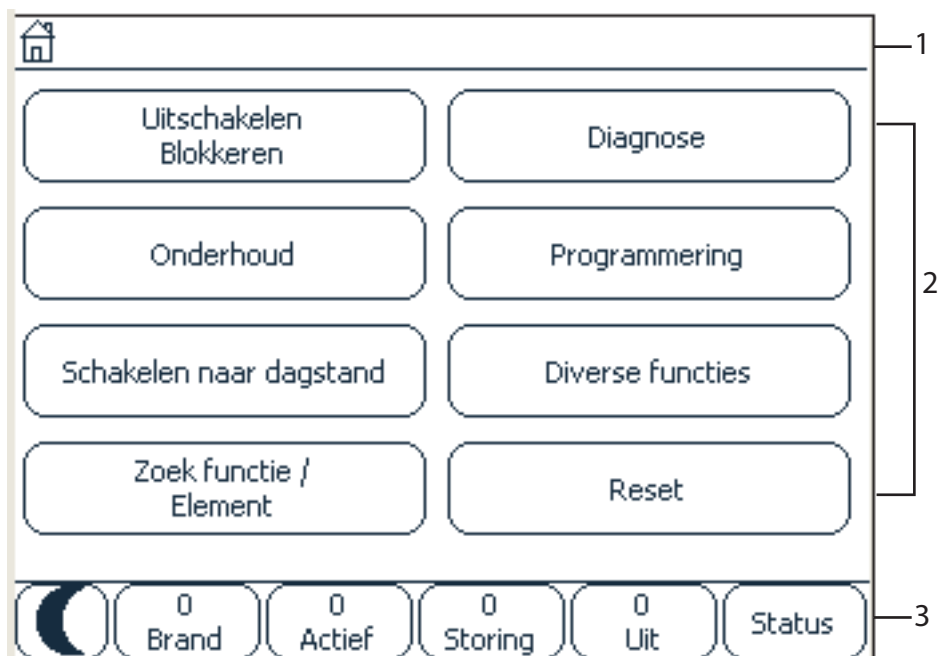 1
Uitschakelen
Blokkeren
Diagnose
Onderhoud
Programmering
2
Schakelen naar dagstand
Diverse functies
Zoek functie /
Element
Reset
0
Brand
0
Actief
0
Storing
0
Uit
Status
3